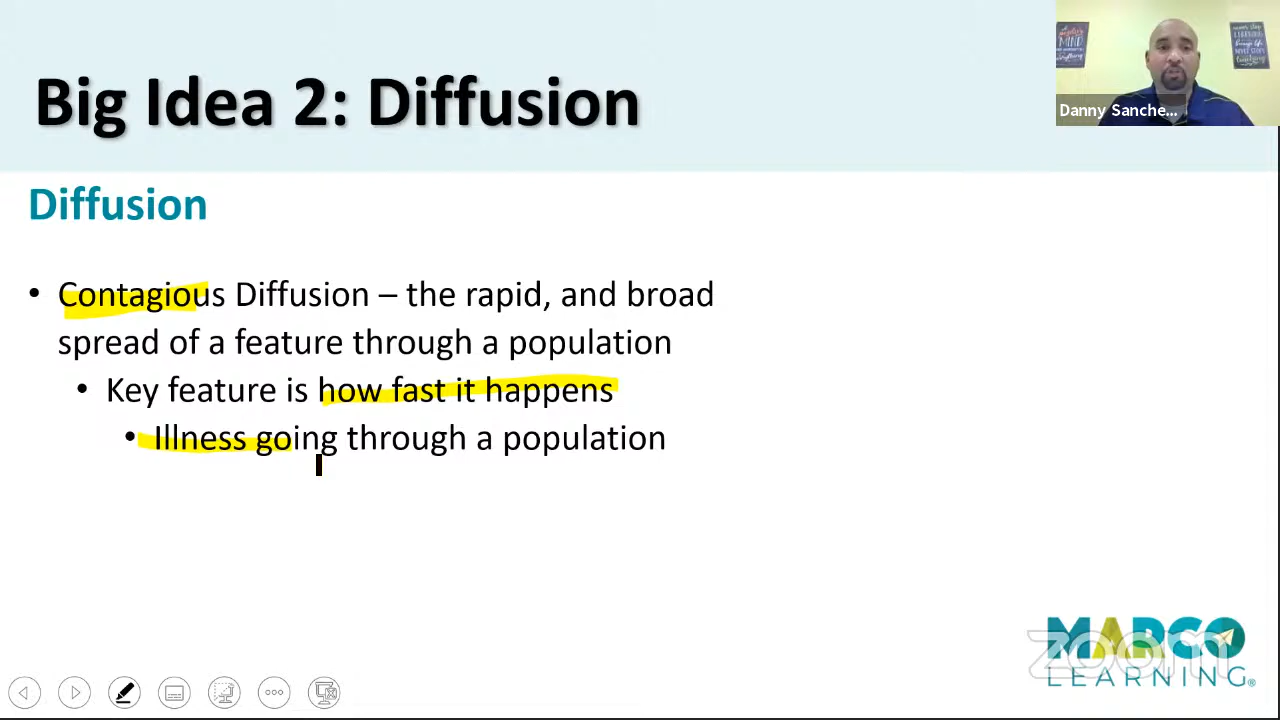 Big Idea 2: Diffusion
Danny Sanche...
Diffusion
• Contagious Diffusion – the rapid, and broad
spread of a feature through a population
• Key feature is how fast it happens
• Illness going through a population
MARCO
zoom
LEARNING®